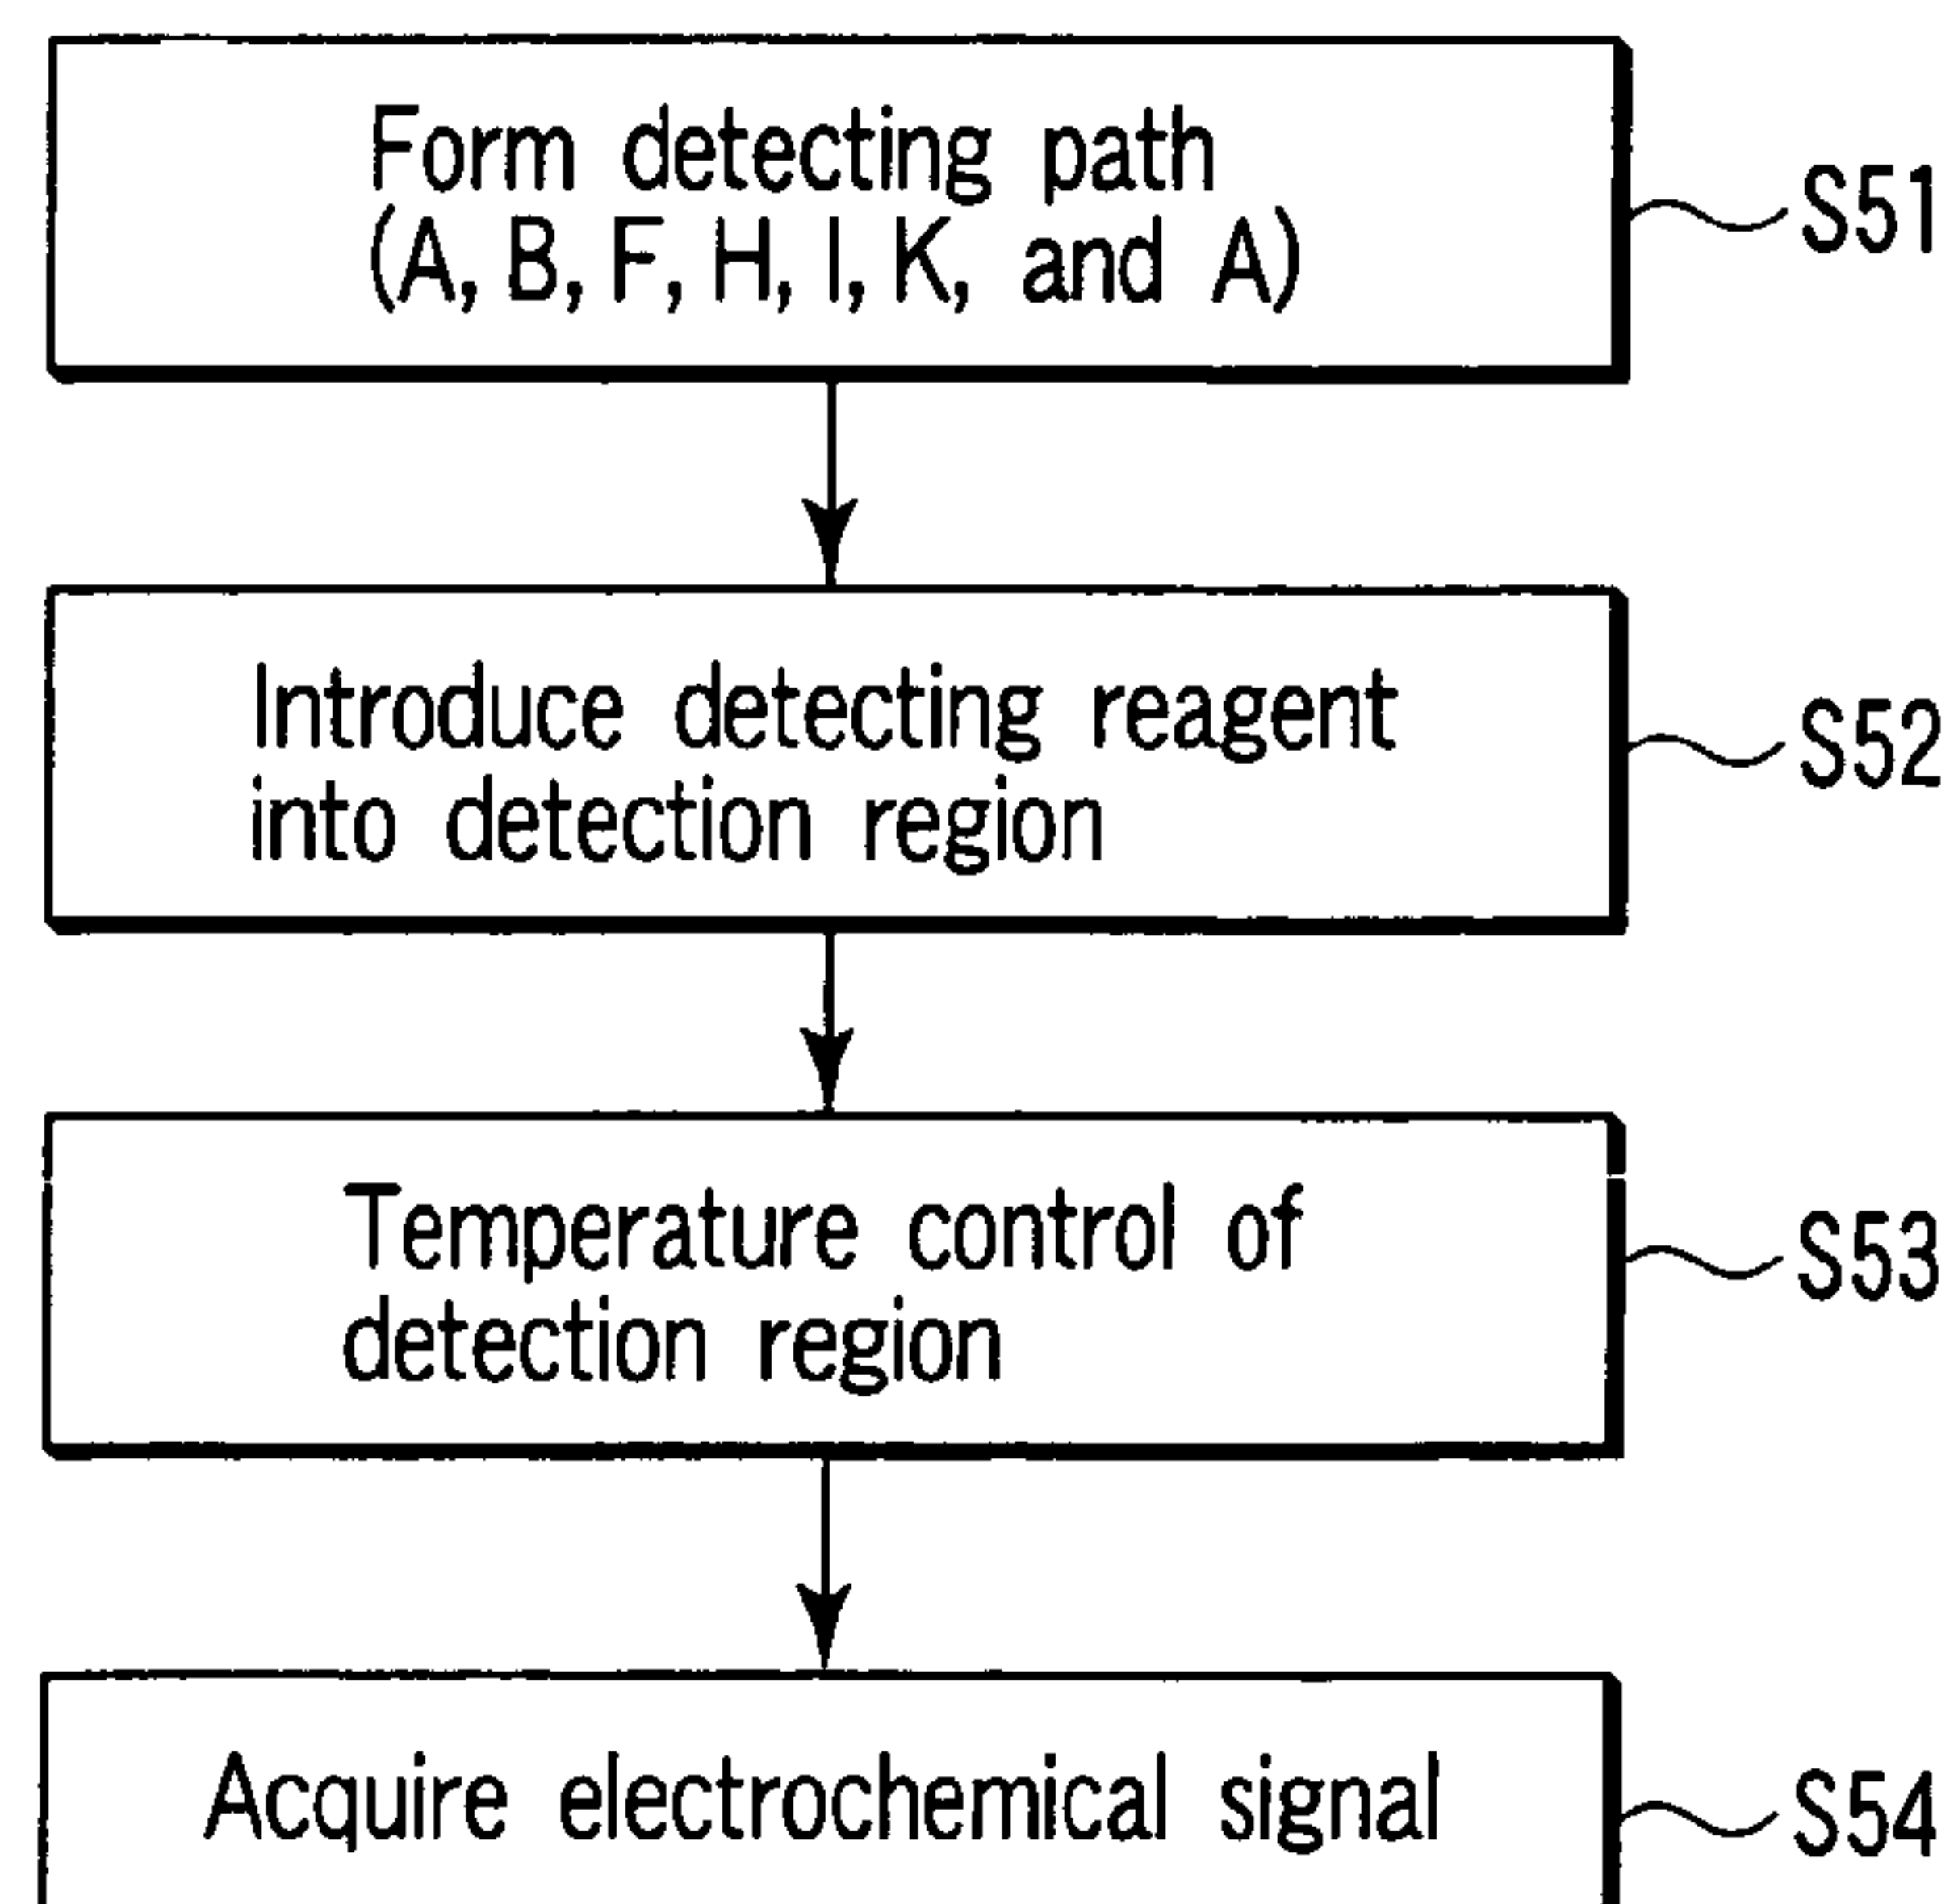 Form detecting path
(A, B, F, H, I, K, and A)
S51
Introduce detecting reagent
into detection region
S52
Temperature control of
detection region
S53
Acquire electrochemical signal
S54